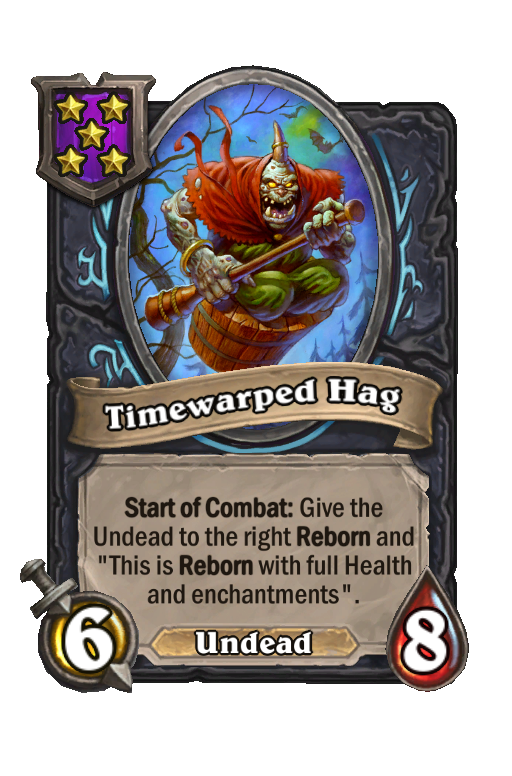 Timewarped Hag
Start of Combat: Give the
Undead to the right Reborn and
"This is Reborn with full Health
and enchantments".
6
Undead
8